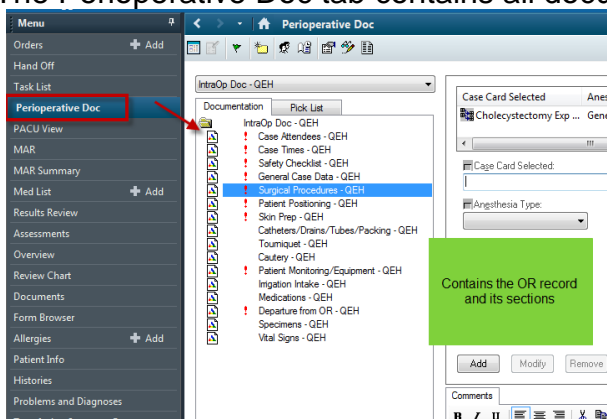 The Perioperative Doc tab contains all docu
Menu
Orders + Add
Hand Off
Task List
Perioperative Doc
PACU View
MAR
MAR Summary
Med List + Add
Results Review
Assessments
Overview
Review Chart
Documents
Form Browser
Allergies + Add
Patient Info
Histories
Problems and Diagnoses
Perioperative Doc
IntraOp Doc - QEH
Documentation Pick List
IntraOp Doc - QEH
! Case Attendees - QEH
! Case Times - QEH
! Safety Checklist - QEH
! General Case Data - QEH
! Surgical Procedures - QEH
! Patient Positioning - QEH
! Skin Prep - QEH
Catheters/Drains/Tubes/Packing - QEH
Tourniquet - QEH
Cautery - QEH
! Patient Monitoring/Equipment - QEH
Irrigation Intake - QEH
Medications - QEH
! Departure from OR - QEH
Specimens - QEH
Vital Signs - QEH
Case Card Selected Anes
Cholecystectomy Exp ... Gene
Case Card Selected:
Angsthesia Type:
Contains the OR record
and its sections
Add Modify Remove
Comments
B I U